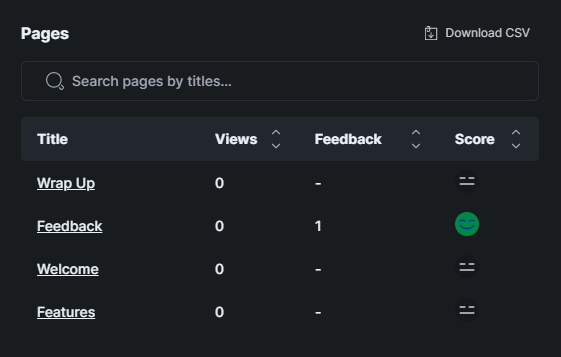 Pages
Download CSV
Search pages by titles...
Title Views Feedback Score
Wrap Up 0 -
Feedback 0 1
Welcome 0 -
Features 0 -